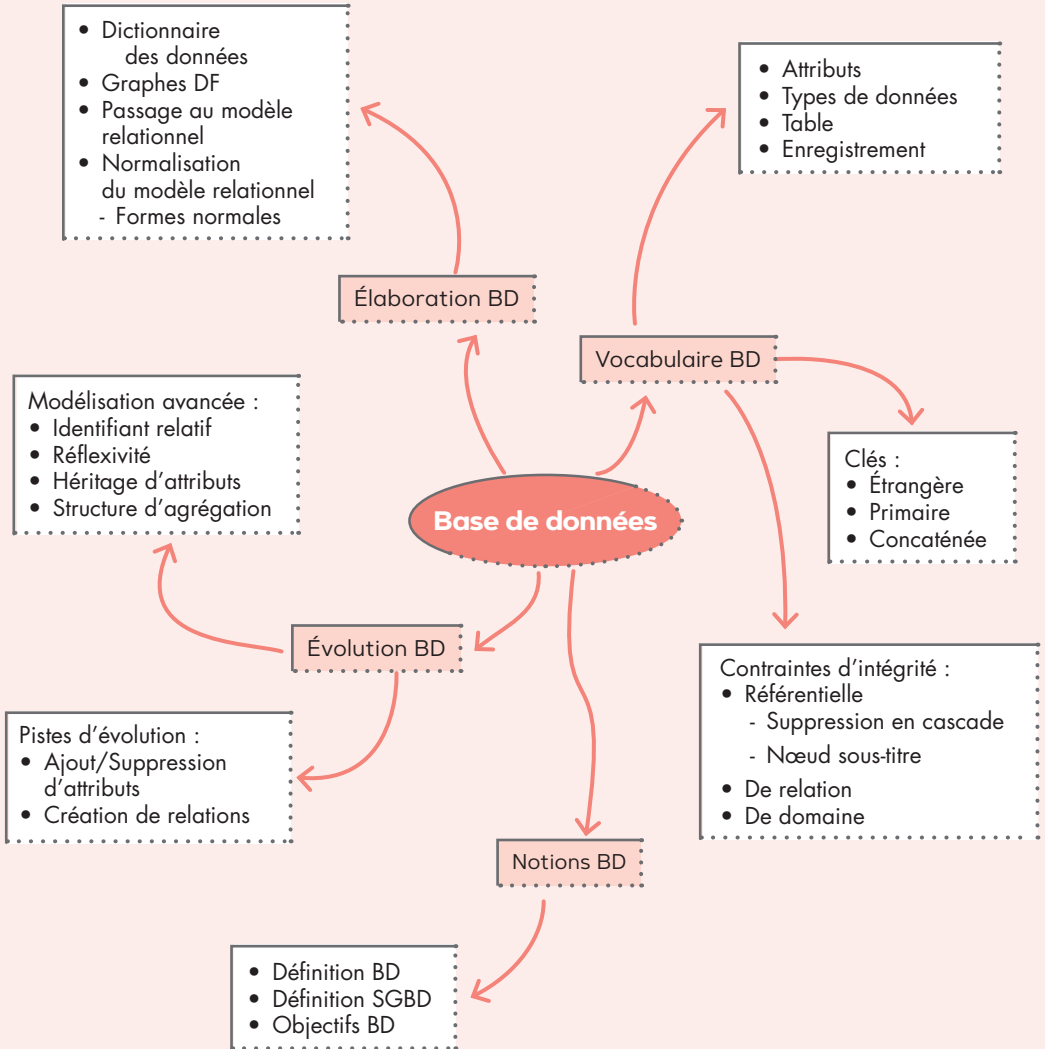 • Dictionnaire
des données
• Graphes DF
• Passage au modèle
relationnel
• Normalisation
du modèle relationnel
- Formes normales
• Attributs
• Types de données
• Table
• Enregistrement
Élaboration BD
Vocabulaire BD
Modélisation avancée :
• Identifiant relatif
• Réflexivité
• Héritage d’attributs
• Structure d’agrégation
Clés :
• Étrangère
• Primaire
• Concaténée
Base de données
Évolution BD
Contraintes d’intégrité :
• Référentielle
- Suppression en cascade
- Nœud sous-titre
• De relation
• De domaine
Pistes d’évolution :
• Ajout/Suppression
d’attributs
• Création de relations
Notions BD
• Définition BD
• Définition SGBD
• Objectifs BD